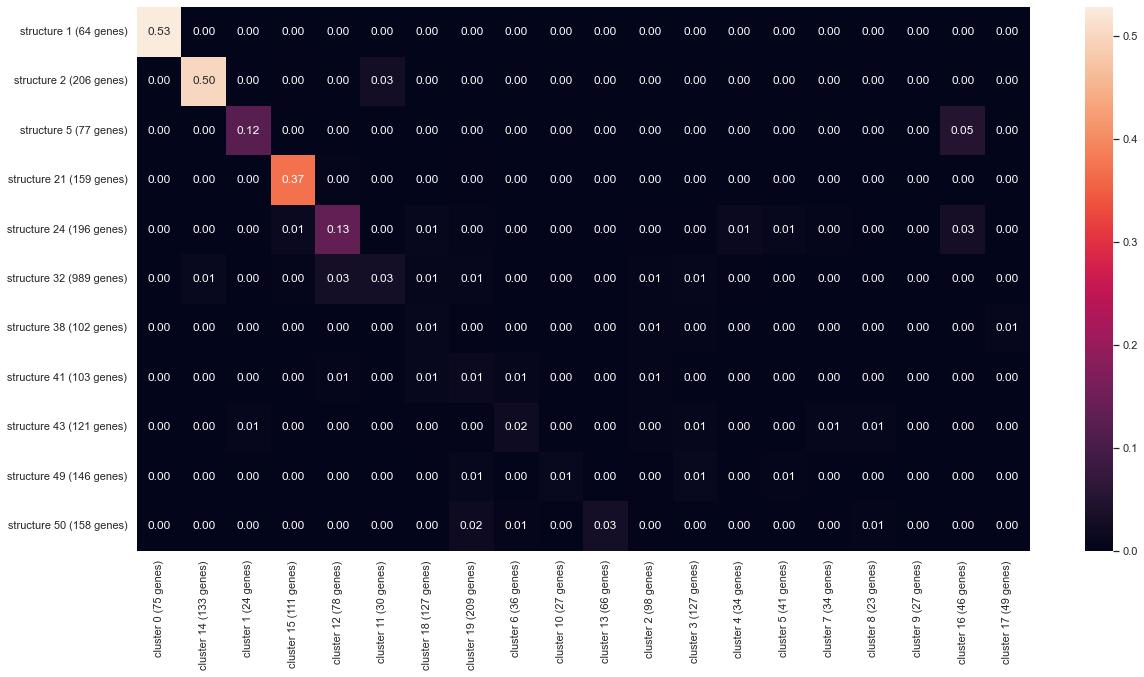 structure 1 (64 genes) 0.53 0.00 0.00 0.00 0.00 0.00 0.00 0.00 0.00 0.00 0.00 0.00 0.00 0.00 0.00 0.00 0.00 0.00 0.00 0.00
structure 2 (206 genes) 0.00 0.50 0.00 0.00 0.00 0.03 0.00 0.00 0.00 0.00 0.00 0.00 0.00 0.00 0.00 0.00 0.00 0.00 0.00 0.00
structure 5 (77 genes) 0.00 0.00 0.12 0.00 0.00 0.00 0.00 0.00 0.00 0.00 0.00 0.00 0.00 0.00 0.00 0.00 0.00 0.00 0.05 0.00
structure 21 (159 genes) 0.00 0.00 0.00 0.37 0.00 0.00 0.00 0.00 0.00 0.00 0.00 0.00 0.00 0.00 0.00 0.00 0.00 0.00 0.00 0.00
structure 24 (196 genes) 0.00 0.00 0.00 0.01 0.13 0.00 0.01 0.00 0.00 0.00 0.00 0.00 0.00 0.01 0.01 0.00 0.00 0.00 0.03 0.00
structure 32 (989 genes) 0.00 0.01 0.00 0.00 0.03 0.03 0.01 0.01 0.00 0.00 0.00 0.01 0.01 0.00 0.00 0.00 0.00 0.00 0.00 0.00
structure 38 (102 genes) 0.00 0.00 0.00 0.00 0.00 0.00 0.01 0.00 0.00 0.00 0.00 0.01 0.00 0.00 0.00 0.00 0.00 0.00 0.00 0.01
structure 41 (103 genes) 0.00 0.00 0.00 0.00 0.01 0.00 0.01 0.01 0.01 0.00 0.00 0.01 0.00 0.00 0.00 0.00 0.00 0.00 0.00 0.00
structure 43 (121 genes) 0.00 0.00 0.01 0.00 0.00 0.00 0.00 0.00 0.02 0.00 0.00 0.00 0.01 0.00 0.00 0.01 0.01 0.00 0.00 0.00
structure 49 (146 genes) 0.00 0.00 0.00 0.00 0.00 0.00 0.00 0.01 0.00 0.01 0.00 0.00 0.01 0.00 0.01 0.00 0.00 0.00 0.00 0.00
structure 50 (158 genes) 0.00 0.00 0.00 0.00 0.00 0.00 0.00 0.02 0.01 0.00 0.03 0.00 0.00 0.00 0.00 0.00 0.01 0.00 0.00 0.00
cluster 0 (75 genes)
cluster 14 (133 genes)
cluster 1 (24 genes)
cluster 15 (111 genes)
cluster 12 (78 genes)
cluster 11 (30 genes)
cluster 18 (127 genes)
cluster 19 (209 genes)
cluster 6 (36 genes)
cluster 10 (27 genes)
cluster 13 (66 genes)
cluster 2 (98 genes)
cluster 3 (127 genes)
cluster 4 (34 genes)
cluster 5 (41 genes)
cluster 7 (34 genes)
cluster 8 (23 genes)
cluster 9 (27 genes)
cluster 16 (46 genes)
cluster 17 (49 genes)
0.5
0.4
0.3
0.2
0.1
0.0